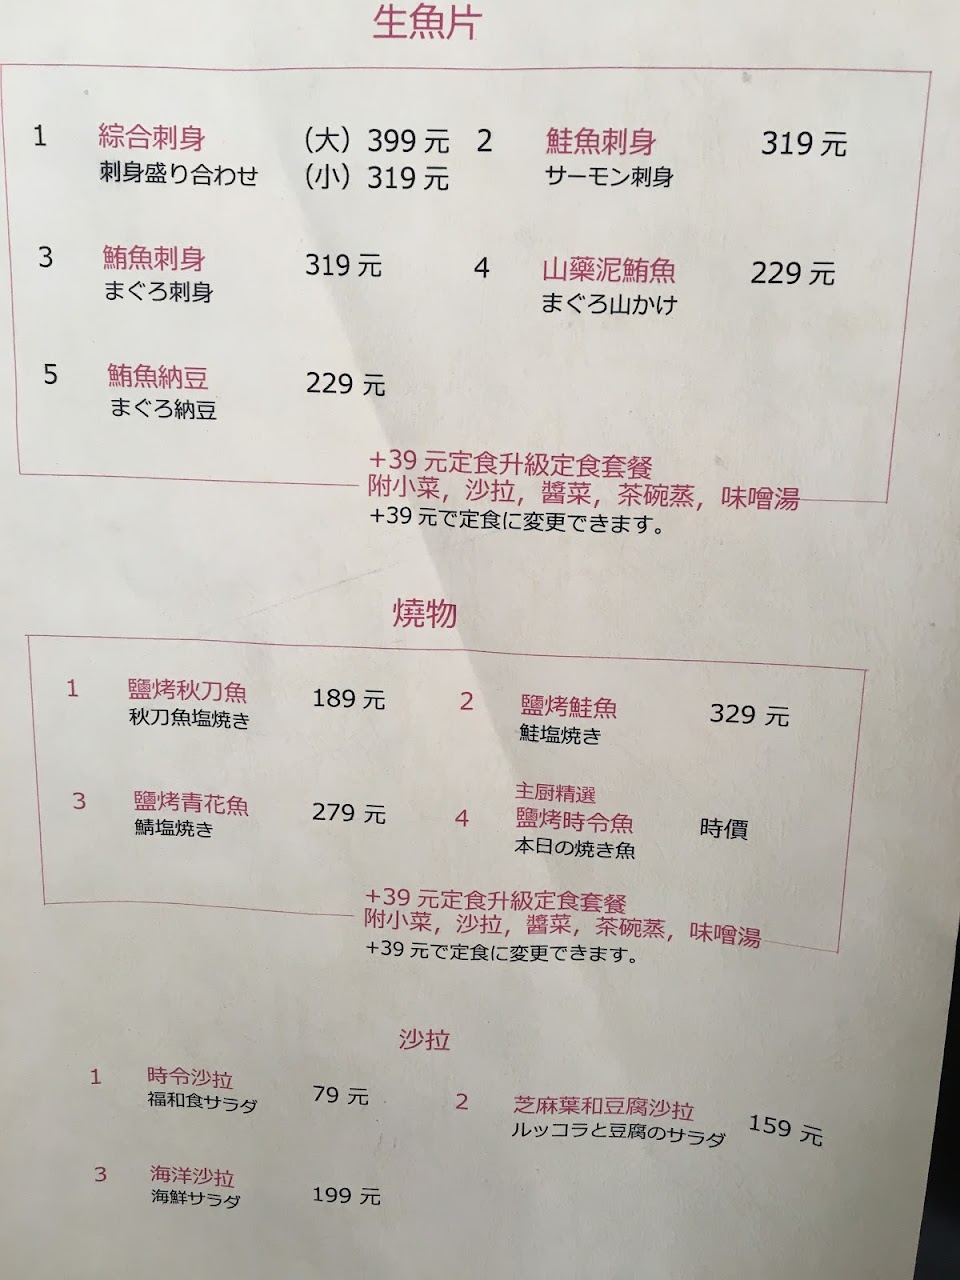 生魚片
1 綜合刺身 (大) 399 元 2 鮭魚刺身 319 元
刺身盛り合わせ (小) 319 元 サーモン刺身
3 鮪魚刺身 319 元 4 山藥泥鮪魚 229 元
まぐろ刺身 まぐろ山かけ
5 鮪魚納豆 229 元
まぐろ納豆
+39 元定食升級定食套餐
附小菜, 沙拉, 醬菜, 茶碗蒸, 味噌湯
+39 元で定食に変更できます。
燒物
1 鹽烤秋刀魚 189 元 2 鹽烤鮭魚 329 元
秋刀魚塩焼き 鮭塩焼き
主厨精選
3 鹽烤青花魚 279 元 4 鹽烤時令魚 時價
鯖塩焼き 本日の焼き魚
+39 元定食升級定食套餐
附小菜, 沙拉, 醬菜, 茶碗蒸, 味噌湯
+39 元で定食に変更できます。
沙拉
1 時令沙拉 79 元 2 芝麻葉和豆腐沙拉 159 元
福和食サラダ ルッコラと豆腐のサラダ
3 海洋沙拉 199 元
海鮮サラダ